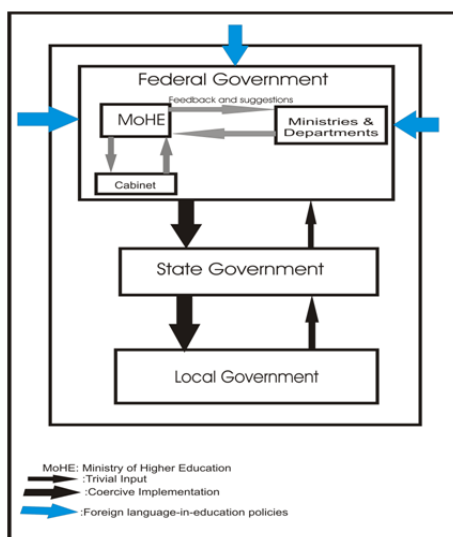 Federal Government
Feedback and suggestions
MoHE
Ministries &
Departments
Cabinet
State Government
Local Government
MoHE: Ministry of Higher Education
:Trivial Input
:Coercive Implementation
:Foreign language-in-education policies